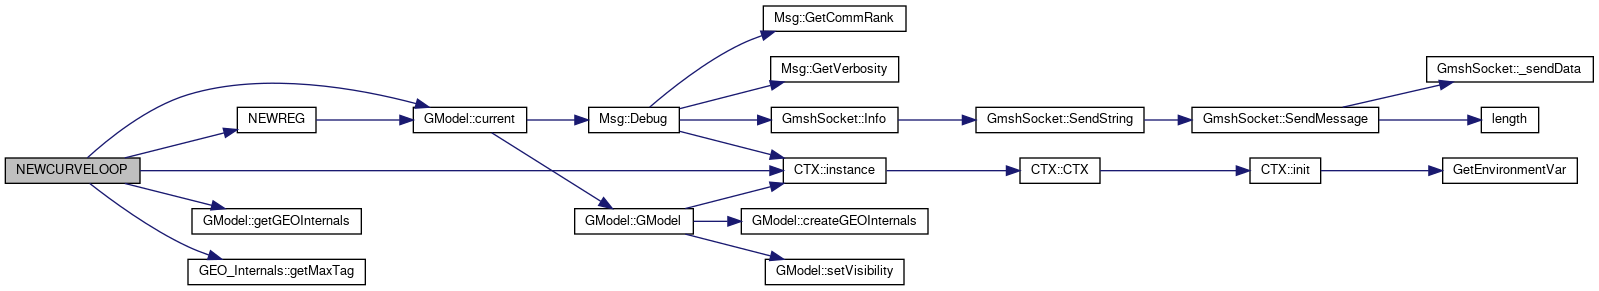 Msg::GetCommRank
Msg::GetVerbosity
GmshSocket::_sendData
NEWREG
GModel::current
Msg::Debug
GmshSocket::Info
GmshSocket::SendString
GmshSocket::SendMessage
length
NEWCURVELOOP
CTX::instance
CTX::CTX
CTX::init
GetEnvironmentVar
GModel::getGEOInternals
GModel::GModel
GModel::createGEOInternals
GEO_Internals::getMaxTag
GModel::setVisibility